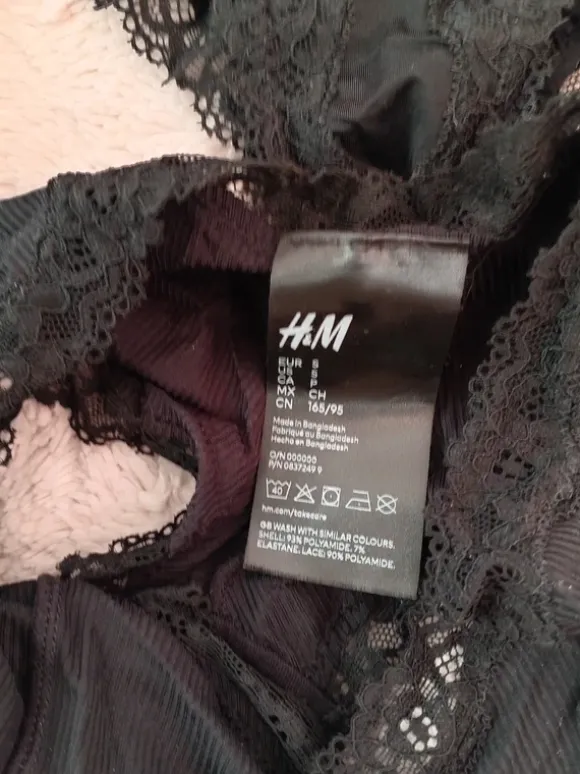 H&M
EUR S
US S
CA P
MX CH
CN 165/95
Made in Bangladesh
Fabriqué au Bangladesh
Hecho en Bangladesh
O/N 000000
P/N 0837249 9
40
hm.com/takecare
GB WASH WITH SIMILAR COLOURS.
SHELL: 93% POLYAMIDE, 7%
ELASTANE. LACE: 90% POLYAMIDE,